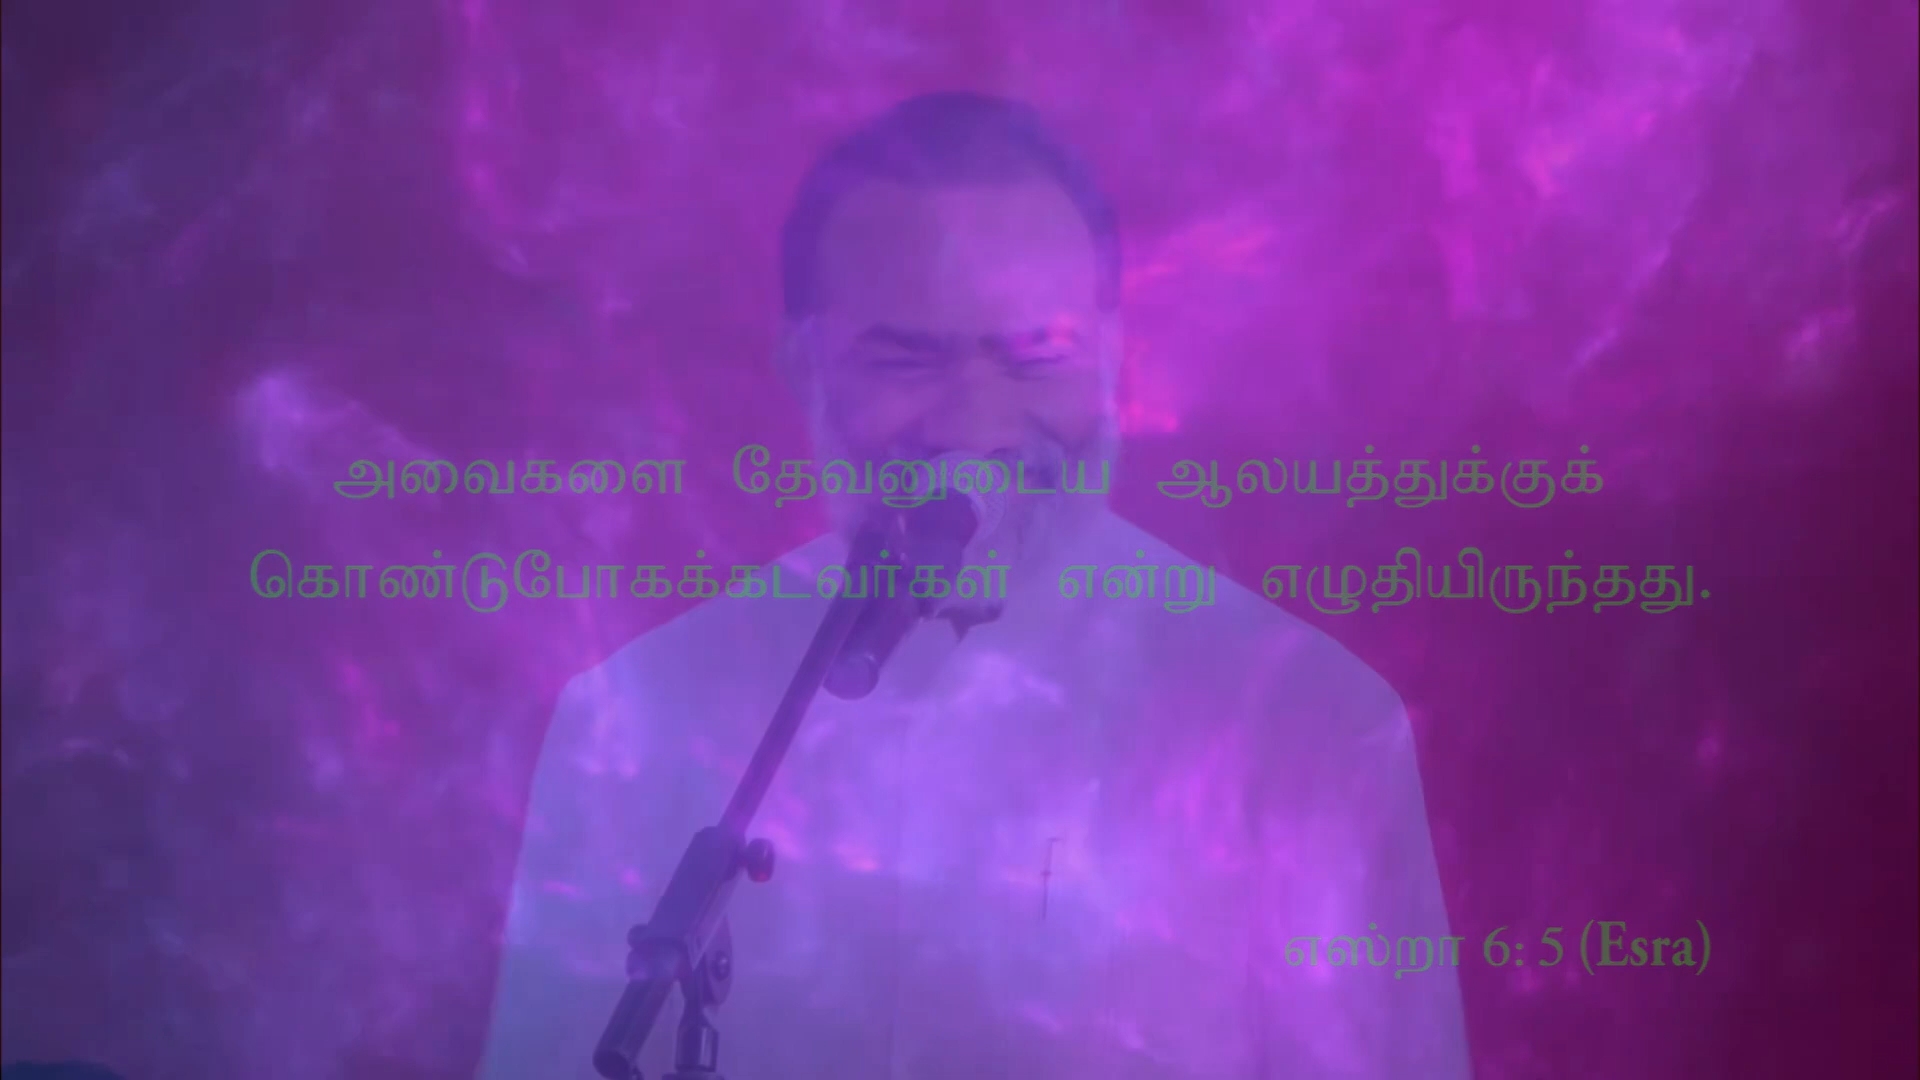 அவைகளை தேவனுடைய ஆலயத்துக்குக்
கொண்டுபோகக்கடவர்கள் என்று எழுதியிருந்தது.
எஸ்றா 6: 5 (Esra)